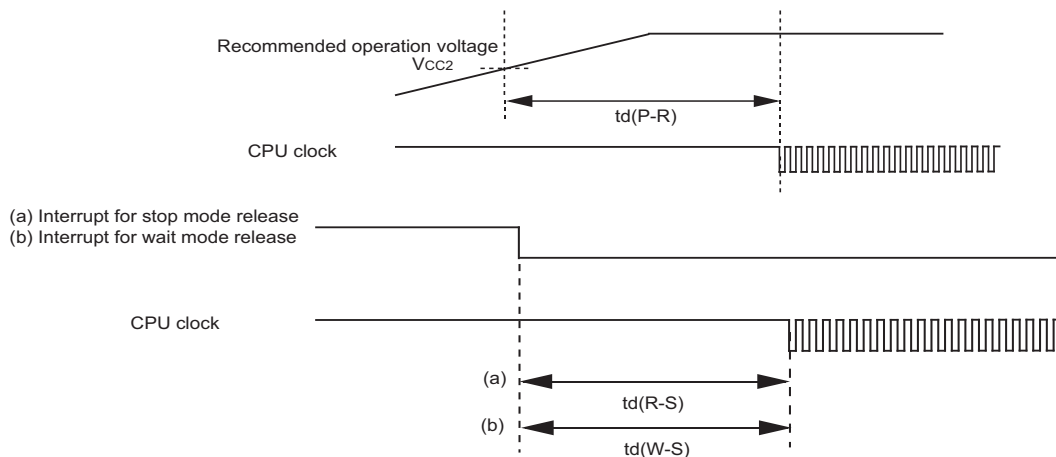 Recommended operation voltage
VCC2
td(P-R)
CPU clock
(a) Interrupt for stop mode release
(b) Interrupt for wait mode release
CPU clock
(a)
td(R-S)
(b)
td(W-S)